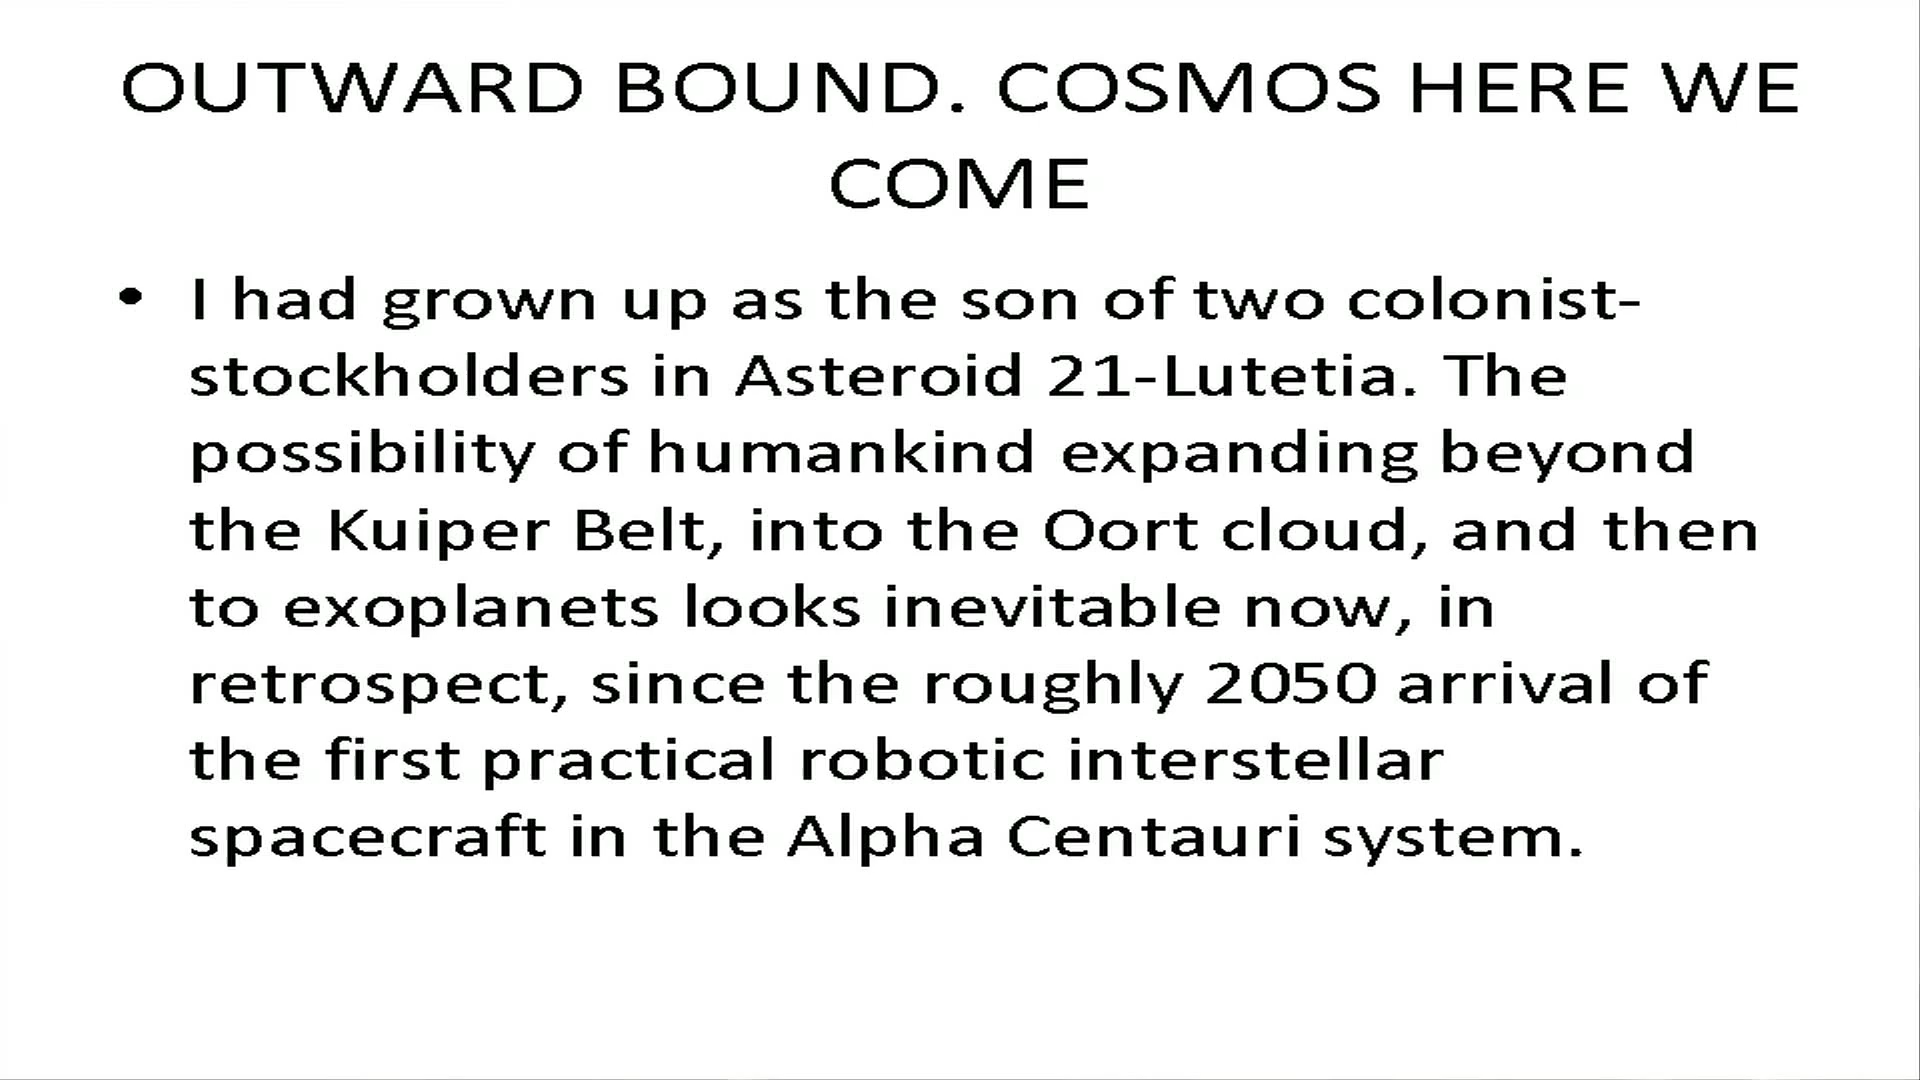 OUTWARD BOUND. COSMOS HERE WE
COME
• I had grown up as the son of two colonist-
stockholders in Asteroid 21-Lutetia. The
possibility of humankind expanding beyond
the Kuiper Belt, into the Oort cloud, and then
to exoplanets looks inevitable now, in
retrospect, since the roughly 2050 arrival of
the first practical robotic interstellar
spacecraft in the Alpha Centauri system.